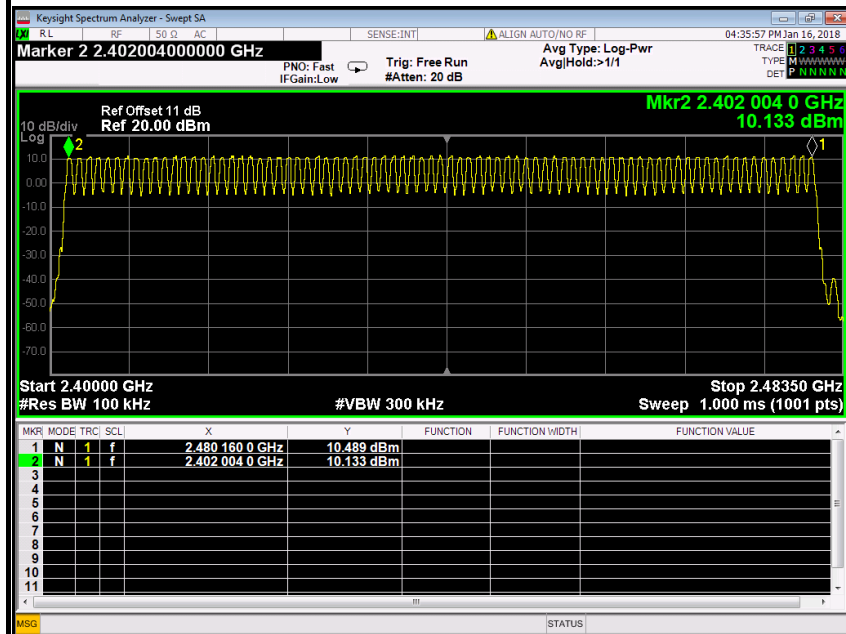 Keysight Spectrum Analyzer - Swept SA
LXI RL RF 50 Ω AC SENSE:INT ALIGN AUTO/NO RF 04:35:57 PM Jan 16, 2018
Marker 2 2.402004000000 GHz
PNO: Fast
IFGain:Low
Trig: Free Run
#Atten: 20 dB
Avg Type: Log-Pwr
Avg|Hold:>1/1
TRACE 1 2 3 4 5 6
TYPE M W W W W W
DET P N N N N N
Ref Offset 11 dB
Ref 20.00 dBm
10 dB/div
Log
Mkr2 2.402 004 0 GHz
10.133 dBm
2
1
10.0
0.00
-10.0
-20.0
-30.0
-40.0
-50.0
-60.0
-70.0
Start 2.40000 GHz
Stop 2.48350 GHz
#Res BW 100 kHz
#VBW 300 kHz
Sweep 1.000 ms (1001 pts)
MKR MODE TRC SCL X Y FUNCTION FUNCTION WIDTH FUNCTION VALUE
1 N 1 f 2.480 160 0 GHz 10.489 dBm
2 N 1 f 2.402 004 0 GHz 10.133 dBm
3
4
5
6
7
8
9
10
11
MSG
STATUS